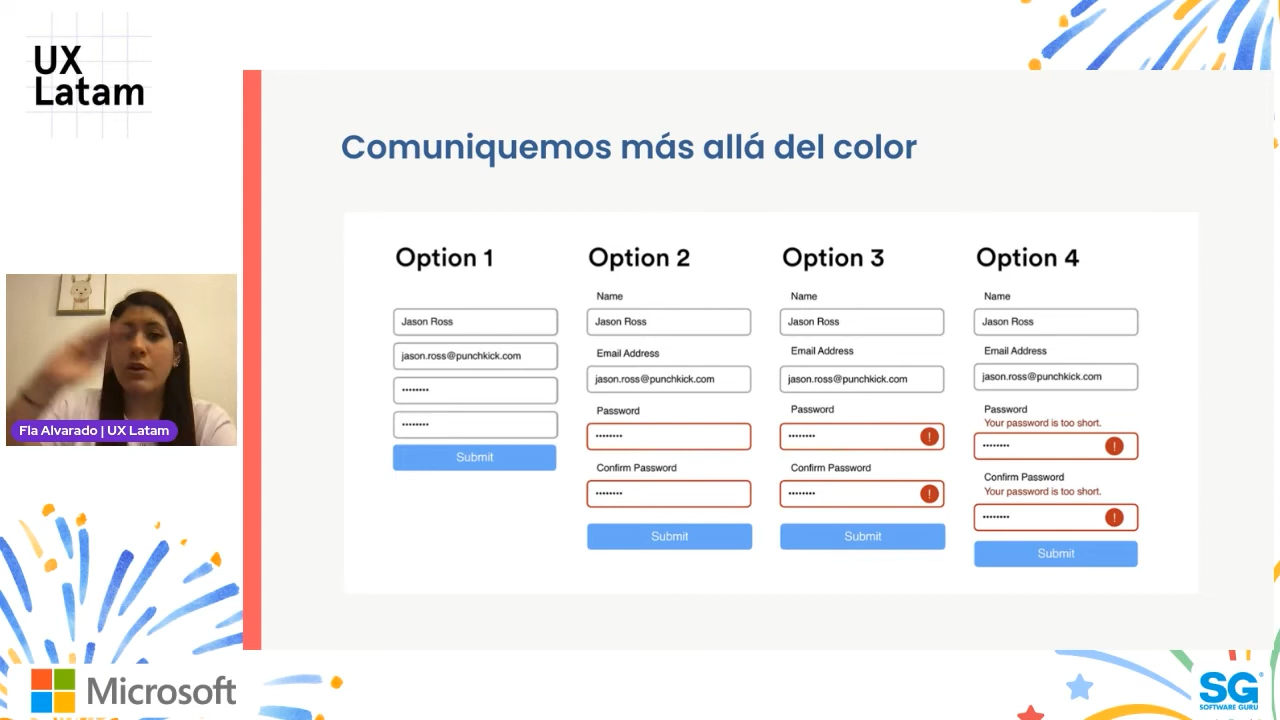 UX
Latam
Comuniquemos más allá del color
Option 1
Jason Ross
jason.ross@punchkick.com
Submit
Option 2
Name
Jason Ross
Email Address
jason.ross@punchkick.com
Password
Confirm Password
Submit
Option 3
Name
Jason Ross
Email Address
jason.ross@punchkick.com
Password
!
Confirm Password
!
Submit
Option 4
Name
Jason Ross
Email Address
jason.ross@punchkick.com
Password
Your password is too short.
!
Confirm Password
Your password is too short.
!
Submit
Fla Alvarado | UX Latam
Microsoft
SG
SOFTWARE GURU